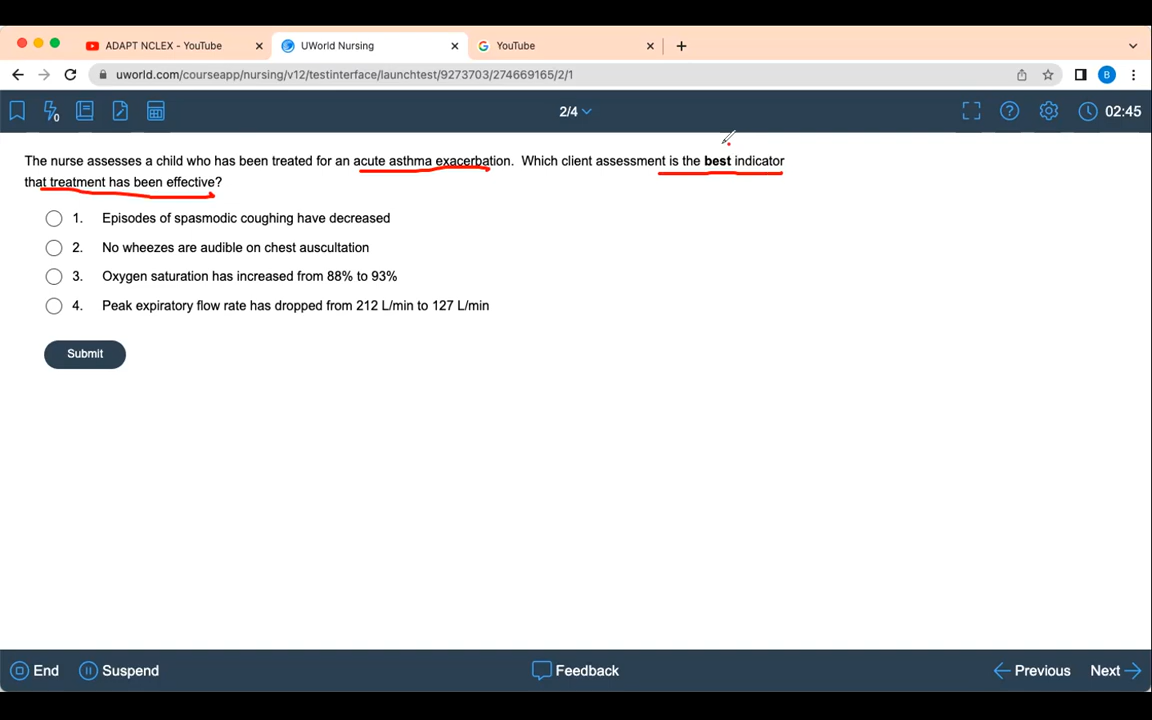 ADAPT NCLEX - YouTube
UWorld Nursing
YouTube
uworld.com/courseapp/nursing/v12/testinterface/launchtest/9273703/274669165/2/1
B
0
2/4
02:45
The nurse assesses a child who has been treated for an acute asthma exacerbation. Which client assessment is the best indicator
that treatment has been effective?
1. Episodes of spasmodic coughing have decreased
2. No wheezes are audible on chest auscultation
3. Oxygen saturation has increased from 88% to 93%
4. Peak expiratory flow rate has dropped from 212 L/min to 127 L/min
Submit
End
Suspend
Feedback
Previous
Next